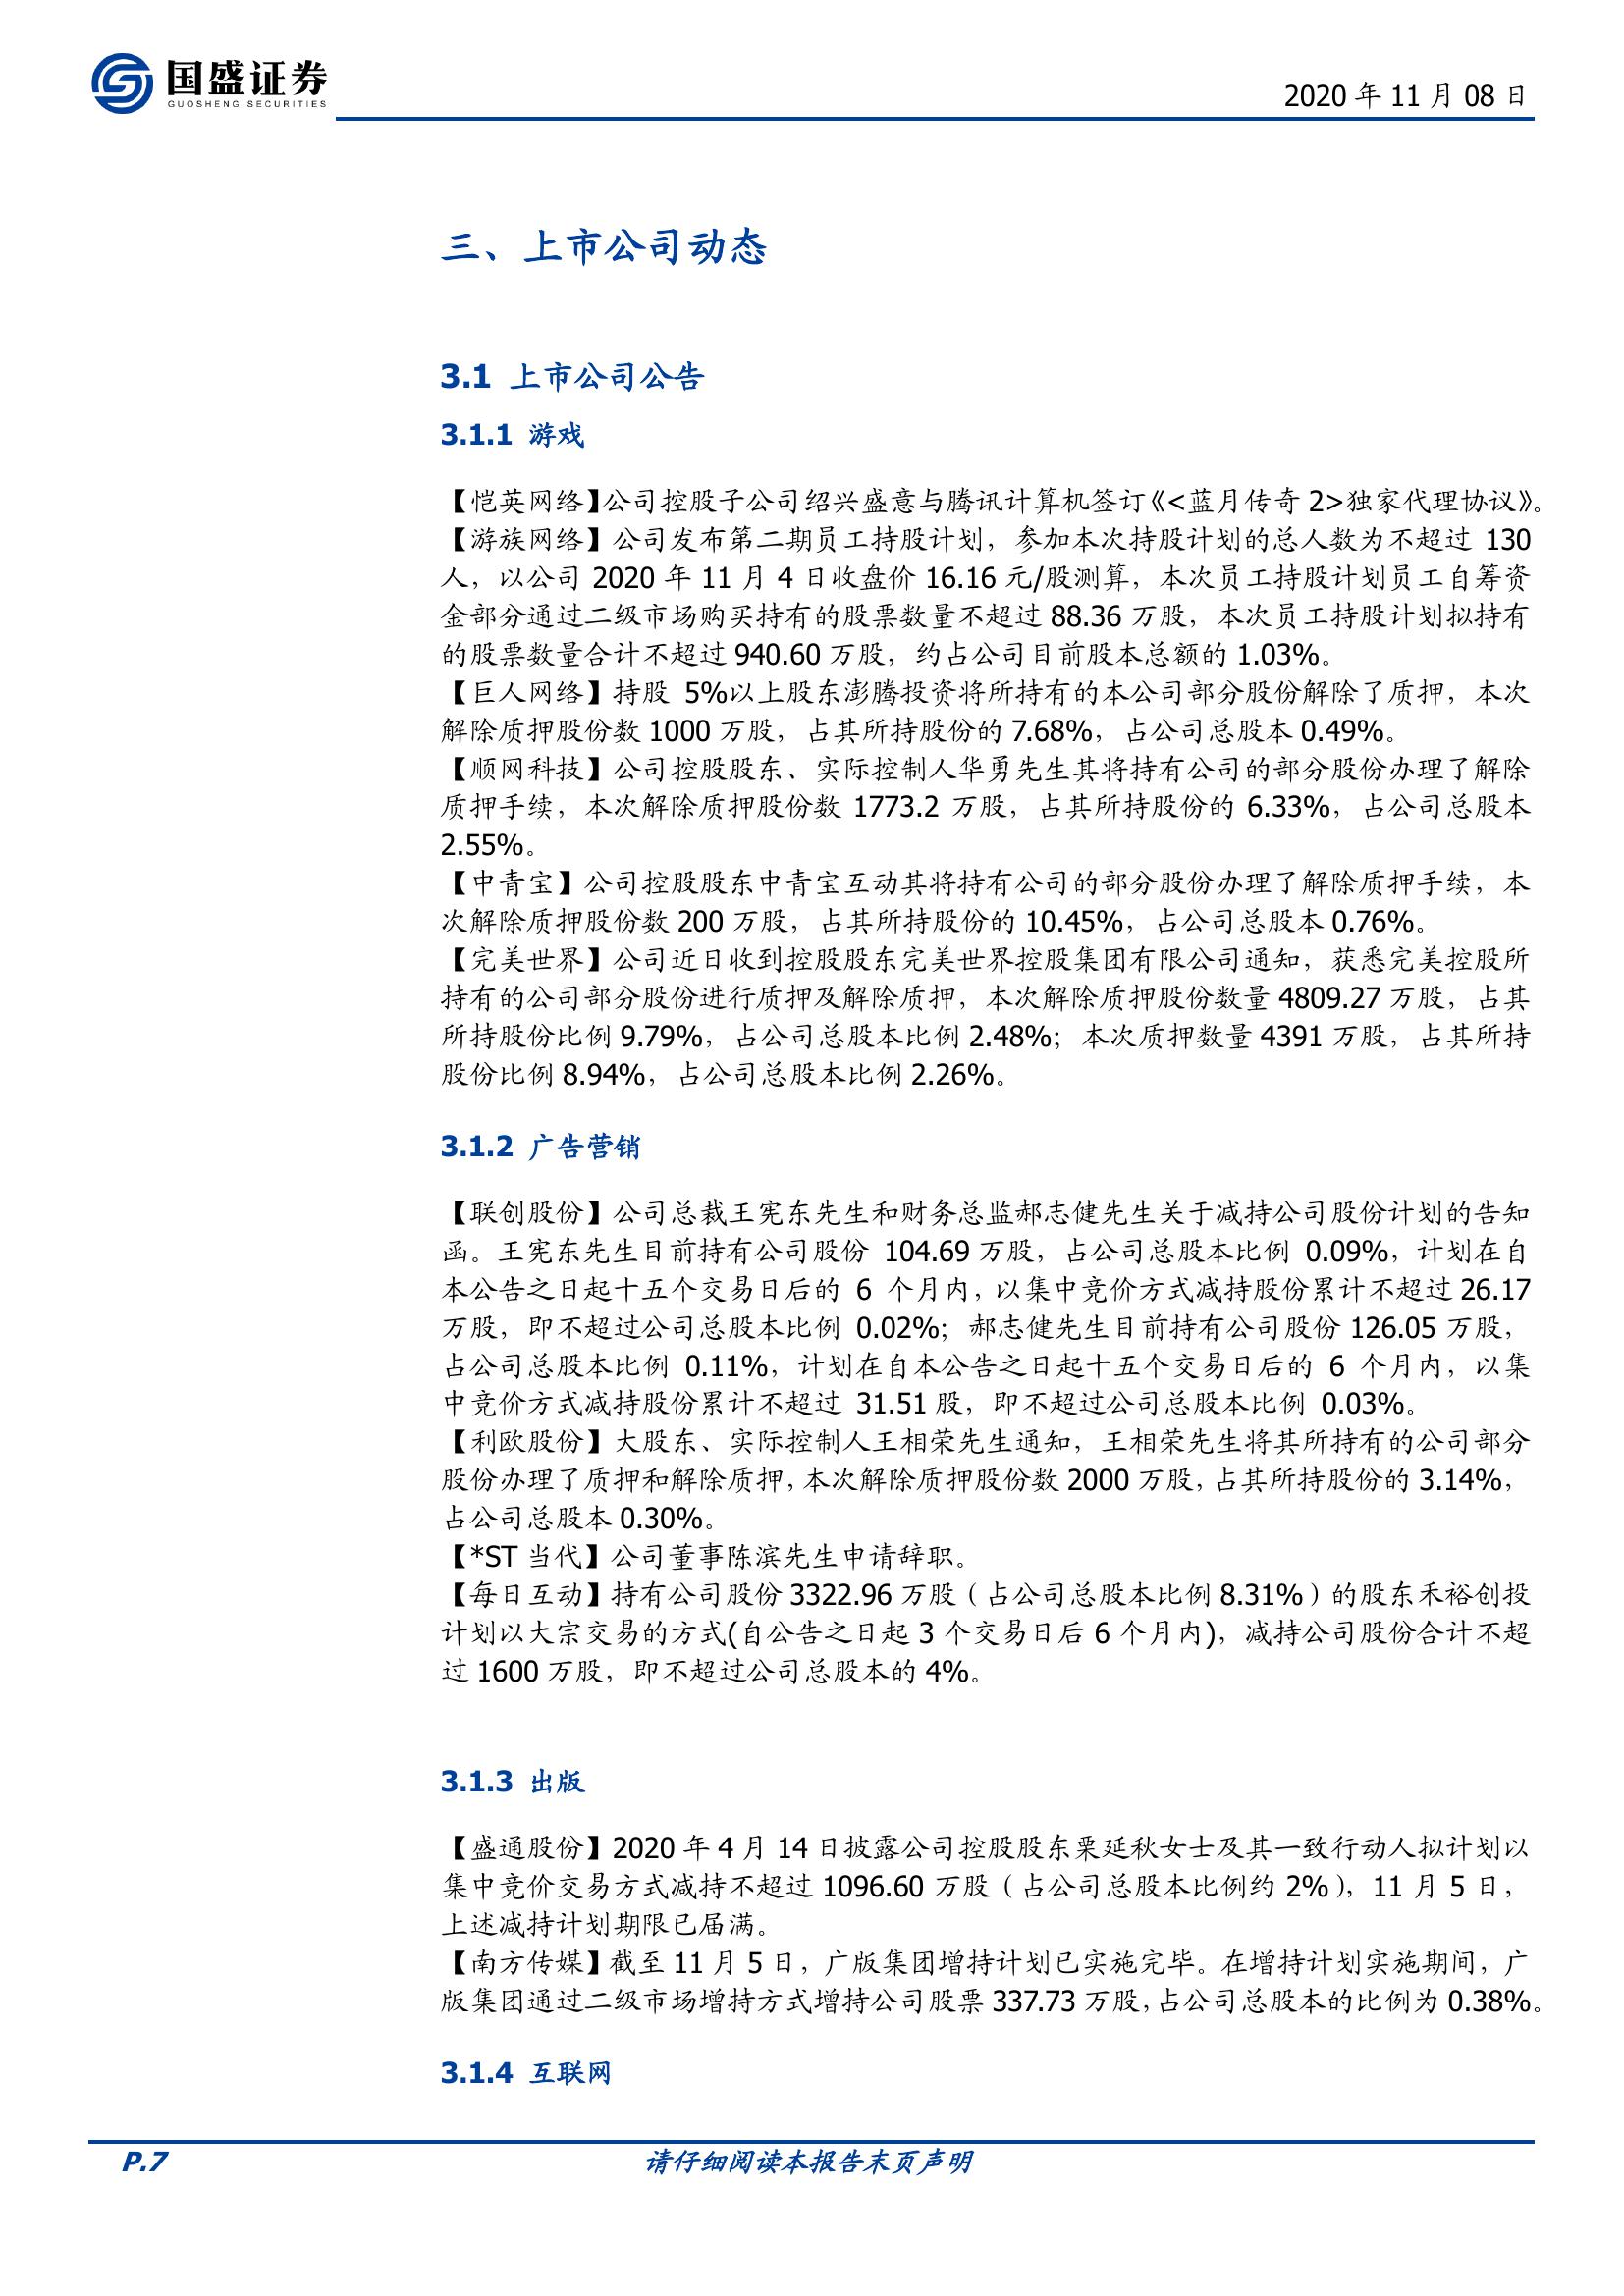 国盛证券
GUOSHENG SECURITIES
2020 年 11 月 08 日
三、上市公司动态
3.1 上市公司公告
3.1.1 游戏
【恺英网络】公司控股子公司绍兴盛意与腾讯计算机签订《<蓝月传奇 2>独家代理协议》。
【游族网络】公司发布第二期员工持股计划，参加本次持股计划的总人数为不超过 130
人，以公司 2020 年 11 月 4 日收盘价 16.16 元/股测算，本次员工持股计划员工自筹资
金部分通过二级市场购买持有的股票数量不超过 88.36 万股，本次员工持股计划拟持有
的股票数量合计不超过 940.60 万股，约占公司目前股本总额的 1.03%。
【巨人网络】持股 5%以上股东澎腾投资将所持有的本公司部分股份解除了质押，本次
解除质押股份数 1000 万股，占其所持股份的 7.68%，占公司总股本 0.49%。
【顺网科技】公司控股股东、实际控制人华勇先生其将持有公司的部分股份办理了解除
质押手续，本次解除质押股份数 1773.2 万股，占其所持股份的 6.33%，占公司总股本
2.55%。
【中青宝】公司控股股东中青宝互动其将持有公司的部分股份办理了解除质押手续，本
次解除质押股份数 200 万股，占其所持股份的 10.45%，占公司总股本 0.76%。
【完美世界】公司近日收到控股股东完美世界控股集团有限公司通知，获悉完美控股所
持有的公司部分股份进行质押及解除质押，本次解除质押股份数量 4809.27 万股，占其
所持股份比例 9.79%，占公司总股本比例 2.48%；本次质押数量 4391 万股，占其所持
股份比例 8.94%，占公司总股本比例 2.26%。
3.1.2 广告营销
【联创股份】公司总裁王宪东先生和财务总监郝志健先生关于减持公司股份计划的告知
函。王宪东先生目前持有公司股份 104.69 万股，占公司总股本比例 0.09%，计划在自
本公告之日起十五个交易日后的 6 个月内，以集中竞价方式减持股份累计不超过 26.17
万股，即不超过公司总股本比例 0.02%；郝志健先生目前持有公司股份 126.05 万股，
占公司总股本比例 0.11%，计划在自本公告之日起十五个交易日后的 6 个月内，以集
中竞价方式减持股份累计不超过 31.51 股，即不超过公司总股本比例 0.03%。
【利欧股份】大股东、实际控制人王相荣先生通知，王相荣先生将其所持有的公司部分
股份办理了质押和解除质押，本次解除质押股份数 2000 万股，占其所持股份的 3.14%，
占公司总股本 0.30%。
【*ST 当代】公司董事陈滨先生申请辞职。
【每日互动】持有公司股份 3322.96 万股（占公司总股本比例 8.31%）的股东禾裕创投
计划以大宗交易的方式(自公告之日起 3 个交易日后 6 个月内)，减持公司股份合计不超
过 1600 万股，即不超过公司总股本的 4%。
3.1.3 出版
【盛通股份】2020 年 4 月 14 日披露公司控股股东栗延秋女士及其一致行动人拟计划以
集中竞价交易方式减持不超过 1096.60 万股（占公司总股本比例约 2%），11 月 5 日，
上述减持计划期限已届满。
【南方传媒】截至 11 月 5 日，广版集团增持计划已实施完毕。在增持计划实施期间，广
版集团通过二级市场增持方式增持公司股票 337.73 万股，占公司总股本的比例为 0.38%。
3.1.4 互联网
P.7
请仔细阅读本报告末页声明